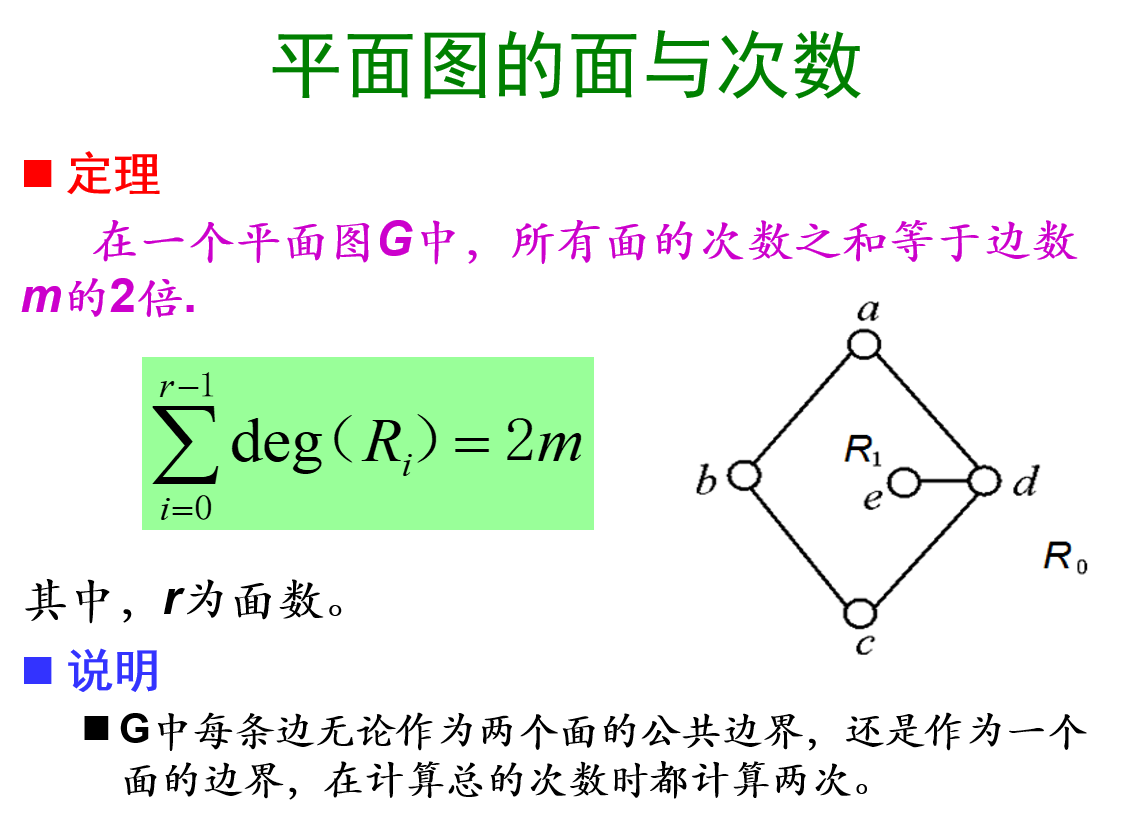 平面图的面与次数
■ 定理
在一个平面图G中，所有面的次数之和等于边数
m的2倍.
r−1
∑ deg（R_i）= 2m
i=0
a
b
R₁
e
d
R₀
c
其中，r为面数。
■ 说明
■ G中每条边无论作为两个面的公共边界，还是作为一个
面的边界，在计算总的次数时都计算两次。